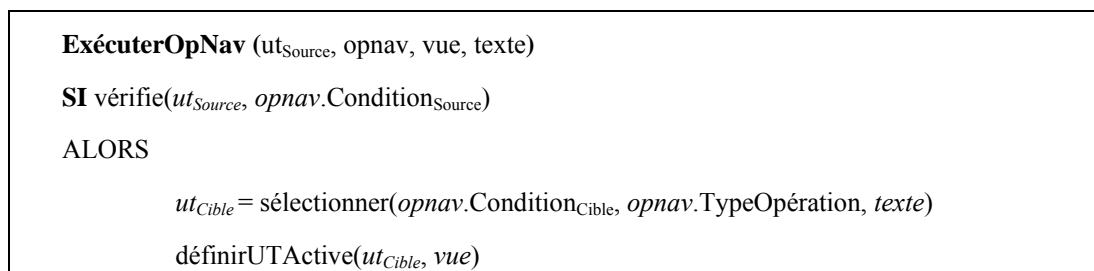 ExécuterOpNav (utSource, opnav, vue, texte)
SI vérifie(utSource, opnav.ConditionSource)
ALORS
utCible = sélectionner(opnav.ConditionCible, opnav.TypeOpération, texte)
définirUTActive(utCible, vue)